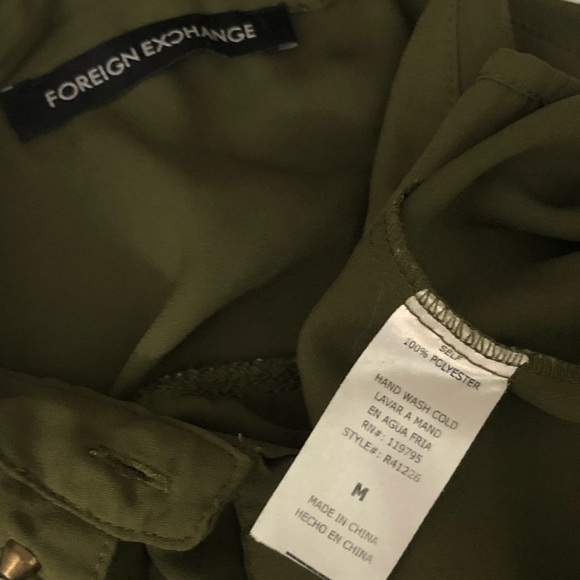 FOREIGN EXCHANGE
SELF
100% POLYESTER
HAND WASH COLD
LAVAR A MAND
EN AGUA FRIA
RN#: 119795
STYLE#: R41226
M
MADE IN CHINA
HECHO EN CHINA